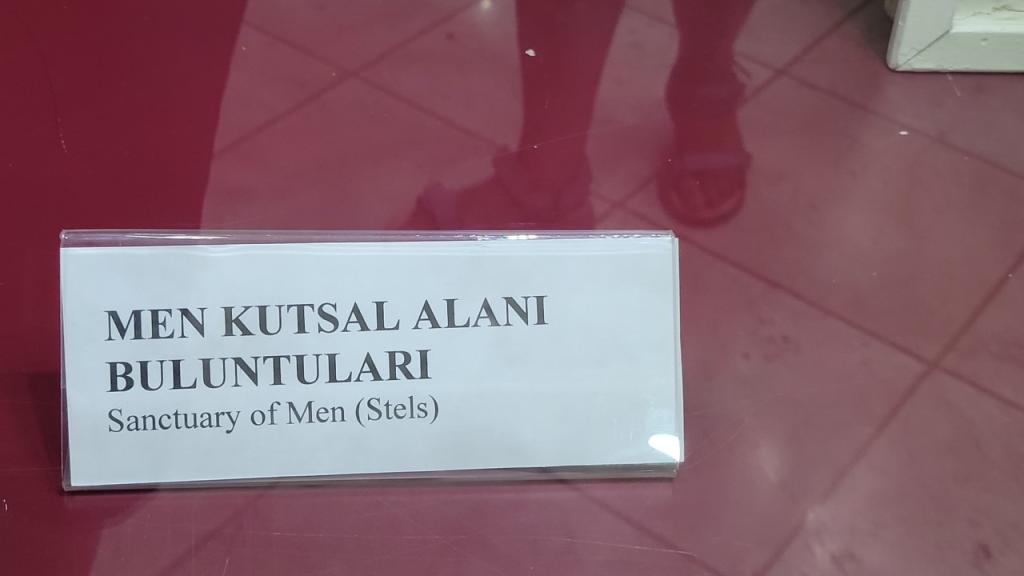 MEN KUTSAL ALANI
BULUNTULARI
Sanctuary of Men (Stels)